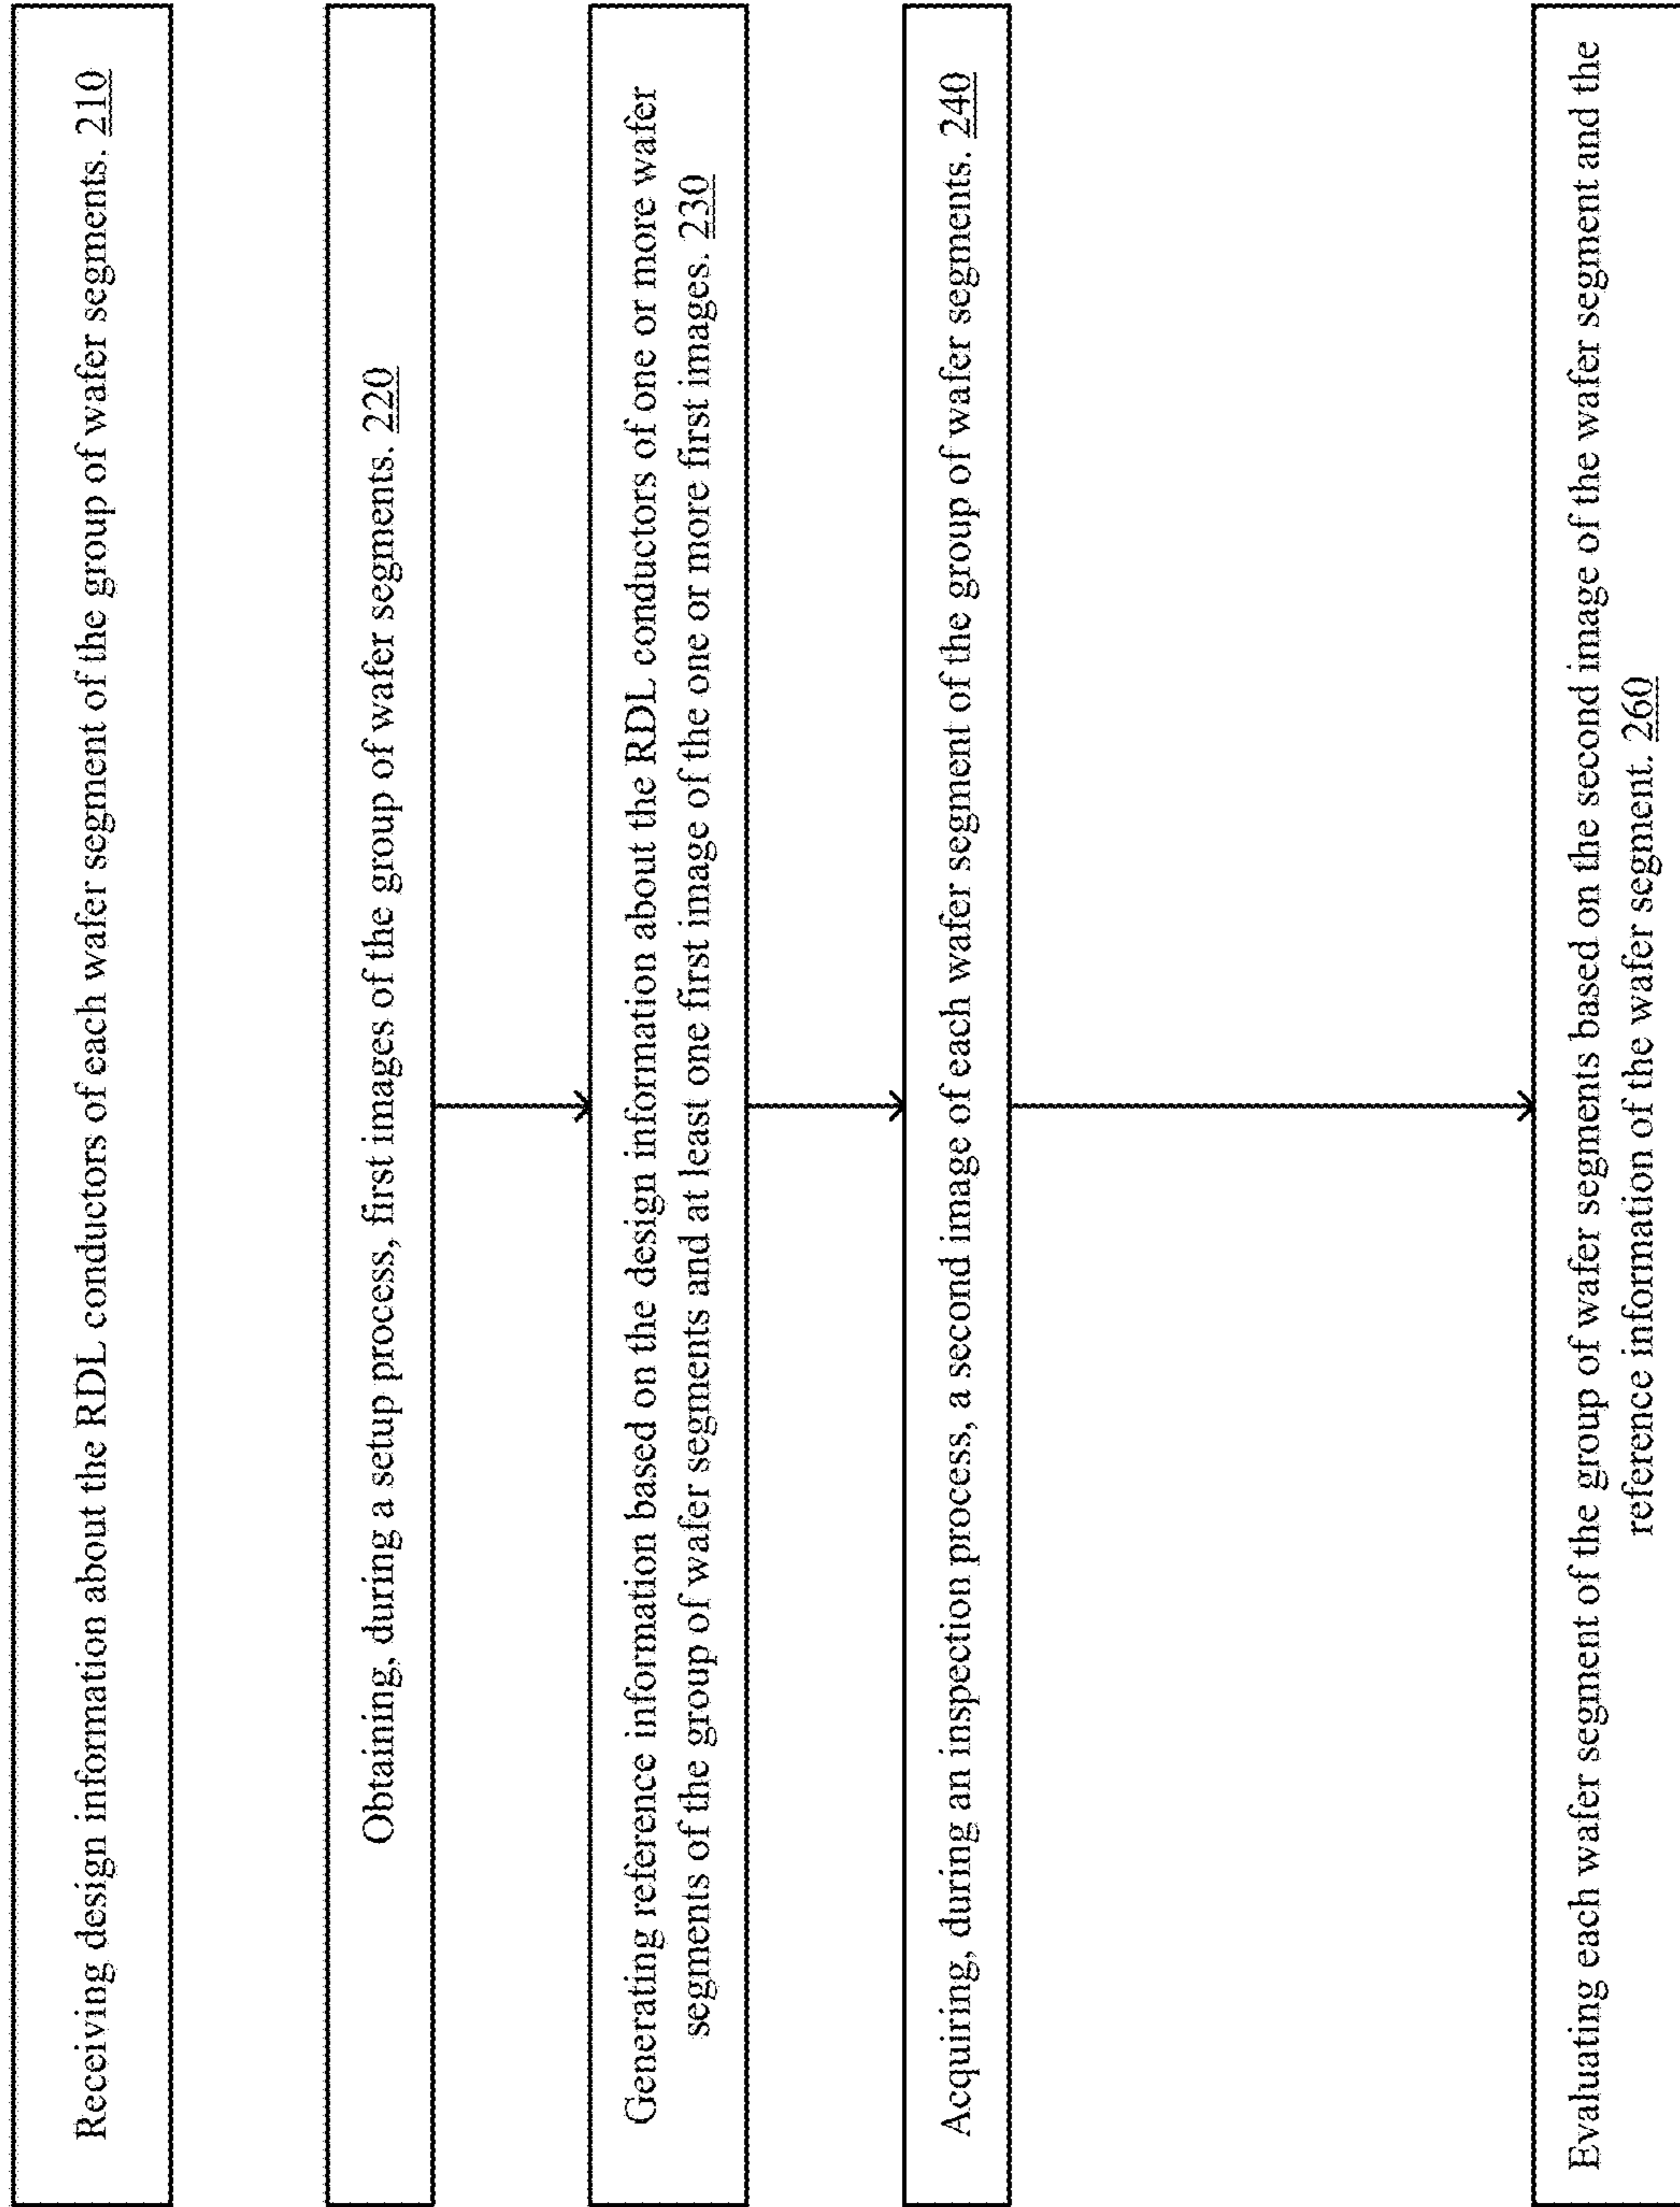 Receiving design information about the RDL conductors of each wafer segment of the group of wafer segments. 210
Obtaining, during a setup process, first images of the group of wafer segments. 220
Generating reference information based on the design information about the RDL conductors of one or more wafer
segments of the group of wafer segments and at least one first image of the one or more first images. 230
Acquiring, during an inspection process, a second image of each wafer segment of the group of wafer segments. 240
Evaluating each wafer segment of the group of wafer segments based on the second image of the wafer segment and the
reference information of the wafer segment. 260